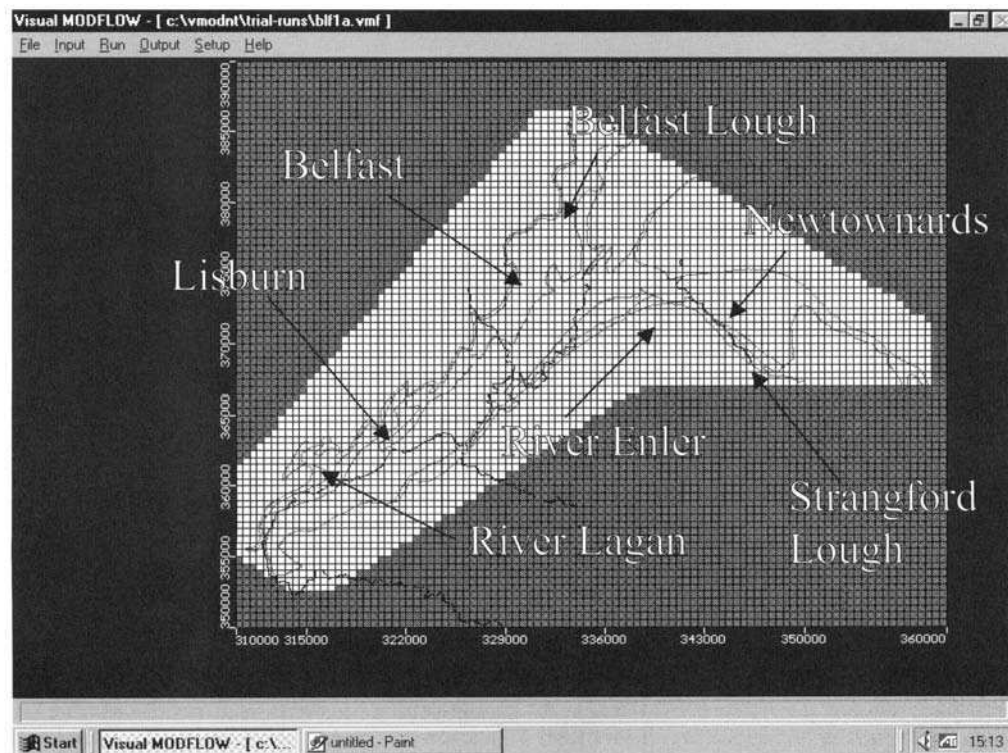 Visual MODFLOW - [ c:\vmodnt\trial-runs\blf1a.vmf ]
File Input Run Output Setup Help
390000
385000
380000
375000
370000
365000
360000
355000
350000
Belfast Lough
Belfast
Newtownards
Lisburn
River Enler
Strangford
Lough
River Lagan
310000 315000 322000 329000 336000 343000 350000 360000
Start Visual MODFLOW - [ c:\... untitled - Paint 15:13